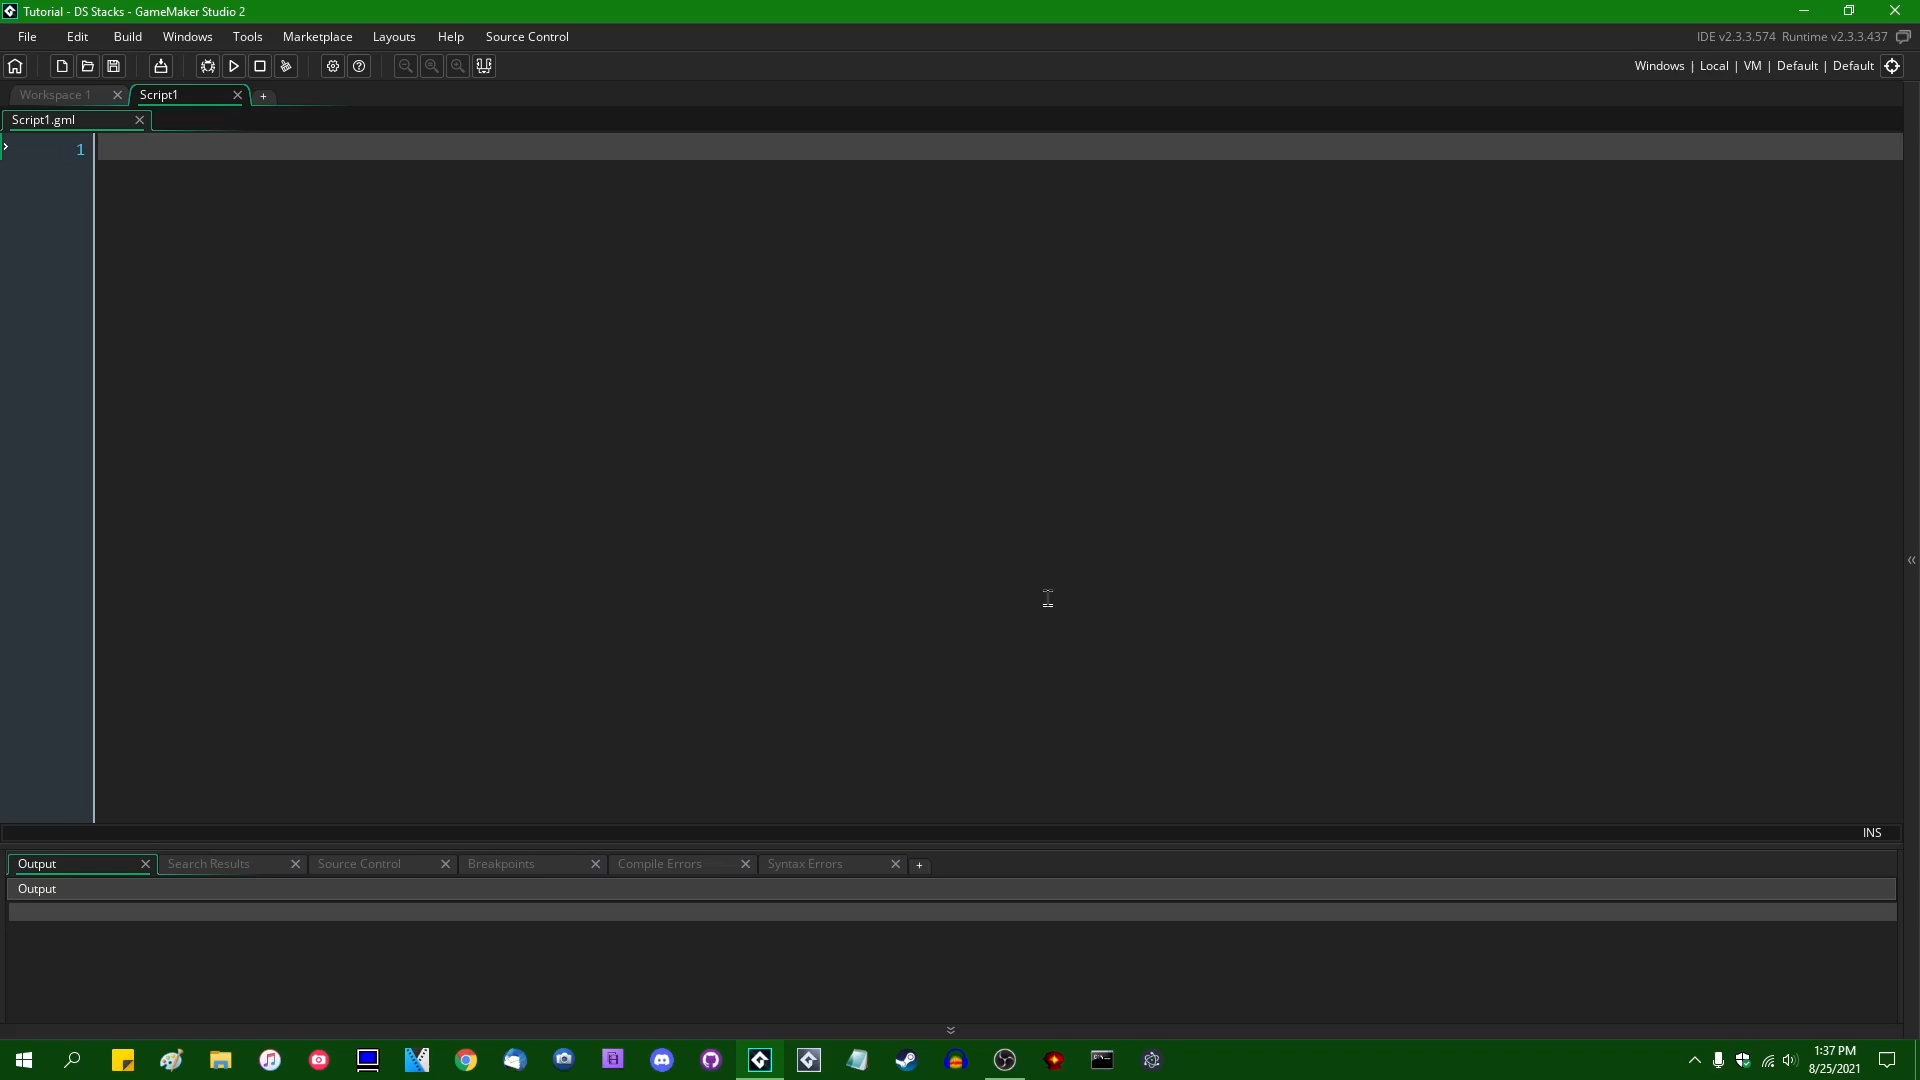 Tutorial - DS Stacks - GameMaker Studio 2
File Edit Build Windows Tools Marketplace Layouts Help Source Control
IDE v2.3.3.574 Runtime v2.3.3.437
Windows | Local | VM | Default | Default
Workspace 1 Script1
Script1.gml
1
INS
Output Search Results Source Control Breakpoints Compile Errors Syntax Errors
Output
1:37 PM
8/25/2021